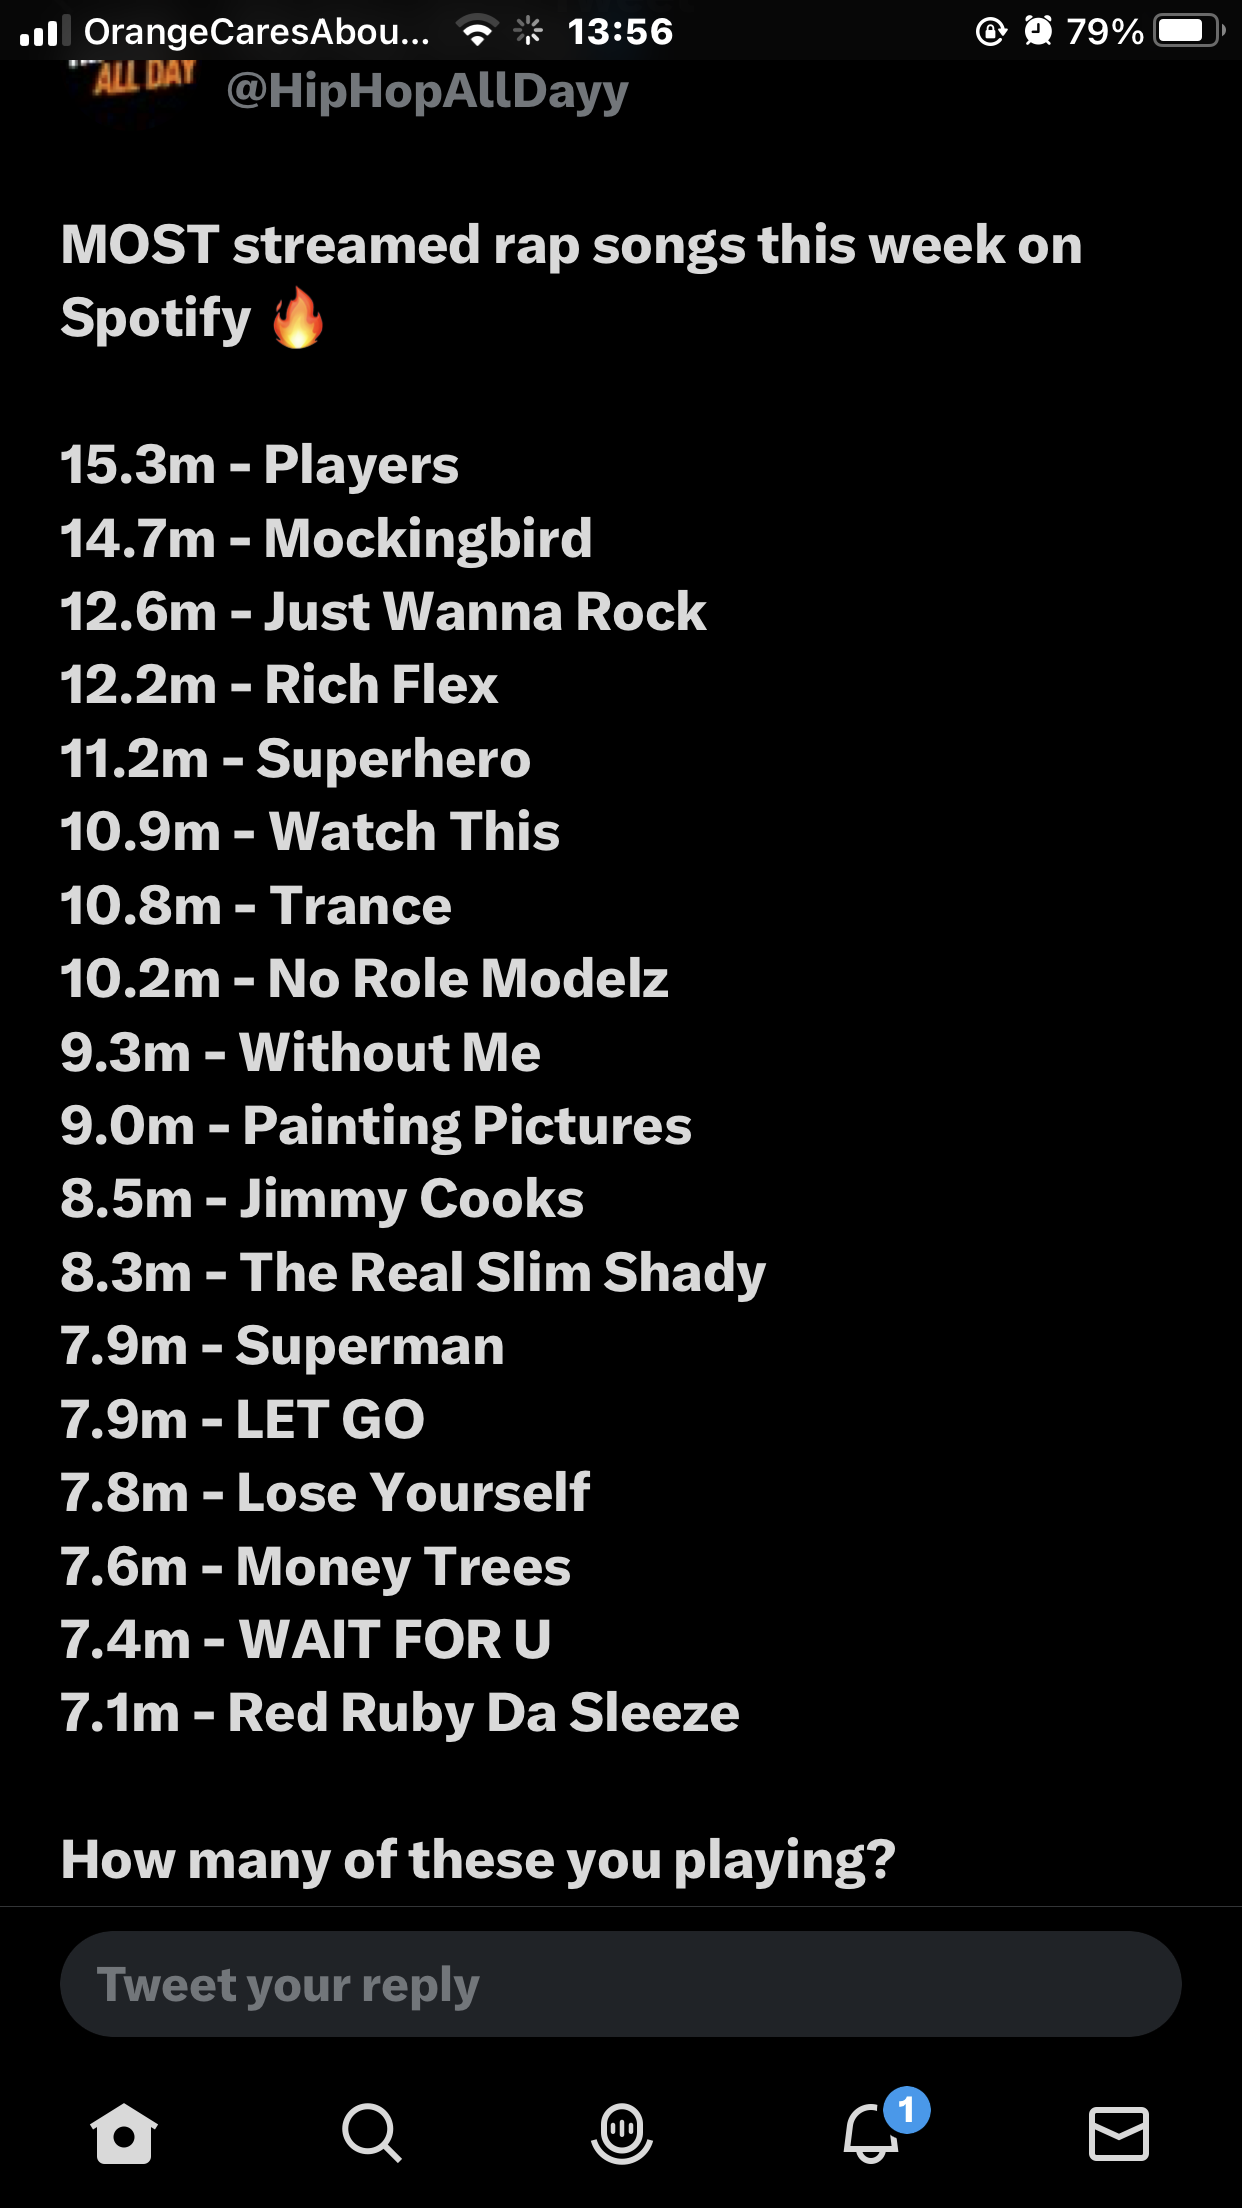 OrangeCaresAbou... 13:56 79%
ALL DAY
@HipHopAllDayy
MOST streamed rap songs this week on
Spotify 🔥
15.3m - Players
14.7m - Mockingbird
12.6m - Just Wanna Rock
12.2m - Rich Flex
11.2m - Superhero
10.9m - Watch This
10.8m - Trance
10.2m - No Role Modelz
9.3m - Without Me
9.0m - Painting Pictures
8.5m - Jimmy Cooks
8.3m - The Real Slim Shady
7.9m - Superman
7.9m - LET GO
7.8m - Lose Yourself
7.6m - Money Trees
7.4m - WAIT FOR U
7.1m - Red Ruby Da Sleeze
How many of these you playing?
Tweet your reply
1